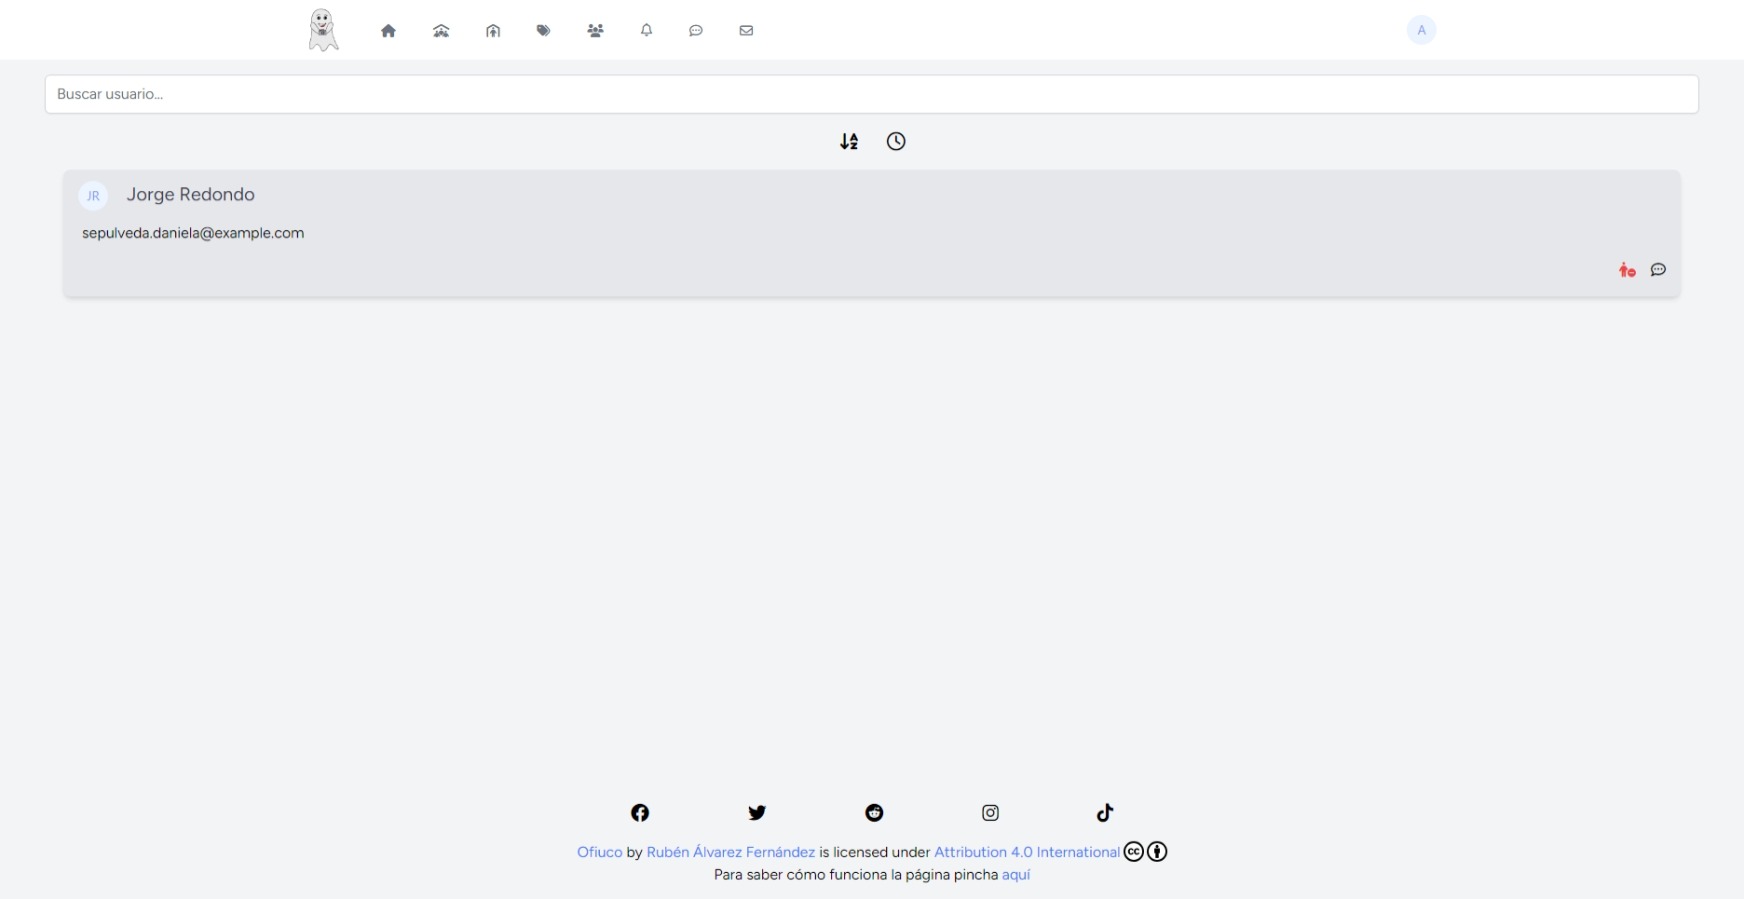 A
Buscar usuario...
JR Jorge Redondo
sepulveda.daniela@example.com
Ofiuco by Rubén Álvarez Fernández is licensed under Attribution 4.0 International
Para saber cómo funciona la página pincha aquí